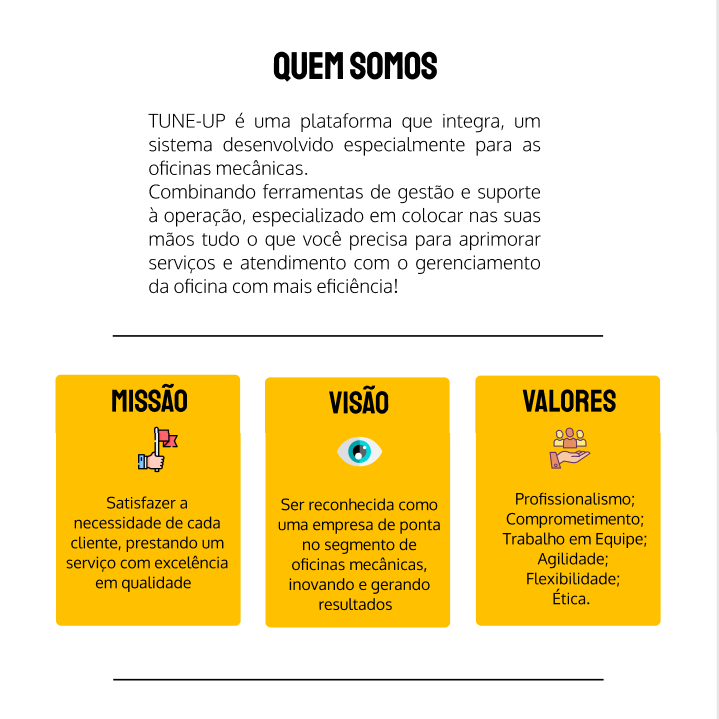 QUEM SOMOS
TUNE-UP é uma plataforma que integra, um
sistema desenvolvido especialmente para as
oficinas mecânicas.
Combinando ferramentas de gestão e suporte
à operação, especializado em colocar nas suas
mãos tudo o que você precisa para aprimorar
serviços e atendimento com o gerenciamento
da oficina com mais eficiência!
MISSÃO
Satisfazer a
necessidade de cada
cliente, prestando um
serviço com excelência
em qualidade
VISÃO
Ser reconhecida como
uma empresa de ponta
no segmento de
oficinas mecânicas,
inovando e gerando
resultados
VALORES
Profissionalismo;
Comprometimento;
Trabalho em Equipe;
Agilidade;
Flexibilidade;
Ética.